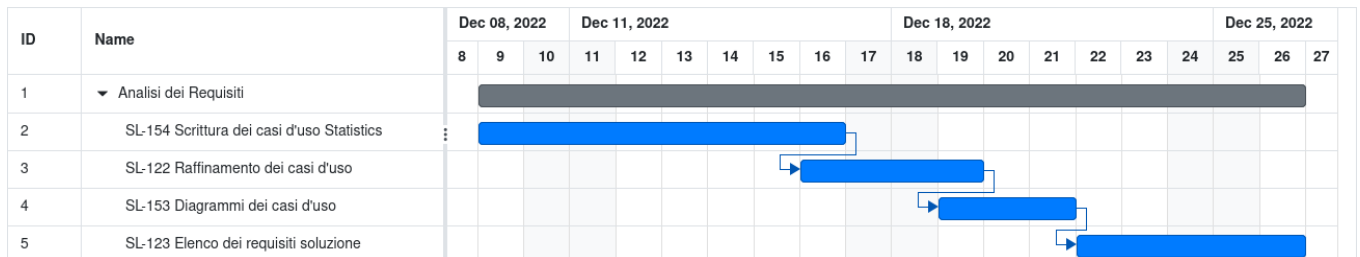 ID Name Dec 08, 2022 Dec 11, 2022 Dec 18, 2022 Dec 25, 2022
8 9 10 11 12 13 14 15 16 17 18 19 20 21 22 23 24 25 26 27
1 Analisi dei Requisiti
2 SL-154 Scrittura dei casi d'uso Statistics
3 SL-122 Raffinamento dei casi d'uso
4 SL-153 Diagrammi dei casi d'uso
5 SL-123 Elenco dei requisiti soluzione